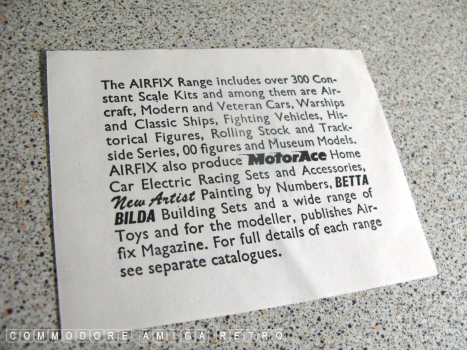 The AIRFIX Range includes over 300 Con-
stant Scale Kits and among them are Air-
craft, Modern and Veteran Cars, Warships
and Classic Ships, Fighting Vehicles, His-
torical Figures, Rolling Stock and Track-
side Series, 00 figures and Museum Models.
AIRFIX also produce MotorAce Home
Car Electric Racing Sets and Accessories,
New Artist Painting by Numbers, BETTA
BILDA Building Sets and a wide range of
Toys and for the modeller, publishes Air-
fix Magazine. For full details of each range
see separate catalogues.
COMMODORE AMIGA RETRO